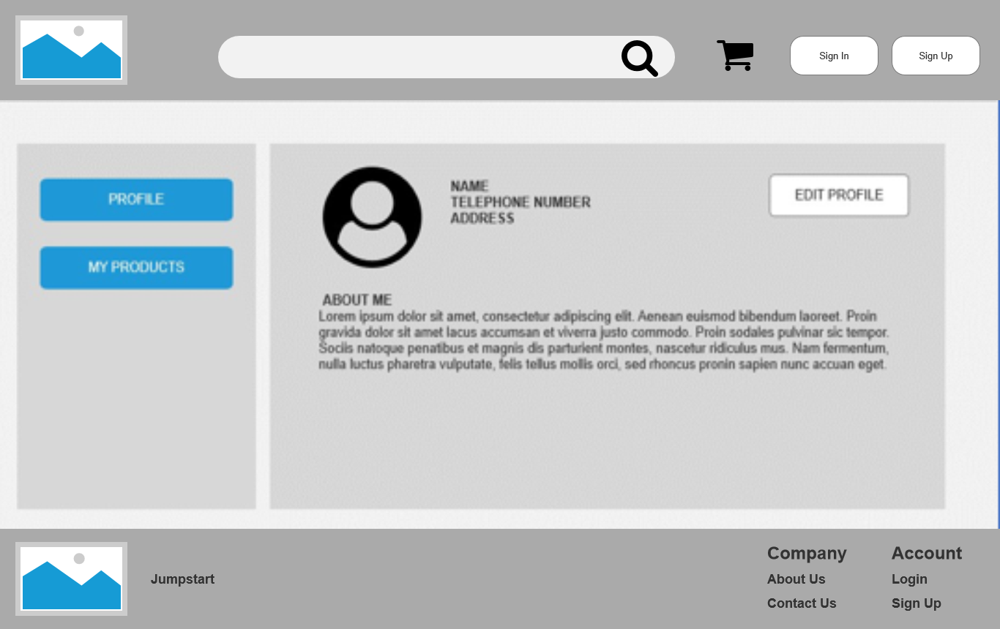 Sign In
Sign Up
PROFILE
MY PRODUCTS
NAME
TELEPHONE NUMBER
ADDRESS
EDIT PROFILE
ABOUT ME
Lorem ipsum dolor sit amet, consectetur adipiscing elit. Aenean euismod bibendum laoreet. Proin
gravida dolor sit amet lacus accumsan et viverra justo commodo. Proin sodales pulvinar sic tempor.
Sociis natoque penatibus et magnis dis parturient montes, nascetur ridiculus mus. Nam fermentum,
nulla luctus pharetra vulputate, felis tellus mollis orci, sed rhoncus pronin sapien nunc accuan eget.
Jumpstart
Company
About Us
Contact Us
Account
Login
Sign Up